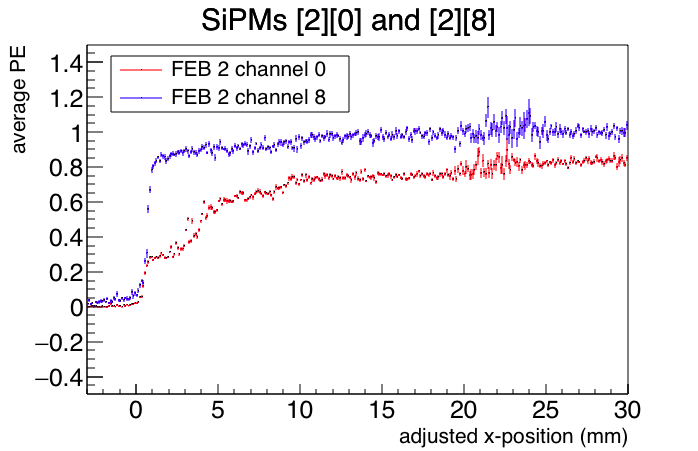 SiPMs [2][0] and [2][8]
average PE
FEB 2 channel 0
FEB 2 channel 8
1.4
1.2
1
0.8
0.6
0.4
0.2
0
−0.2
−0.4
0 5 10 15 20 25 30
adjusted x-position (mm)